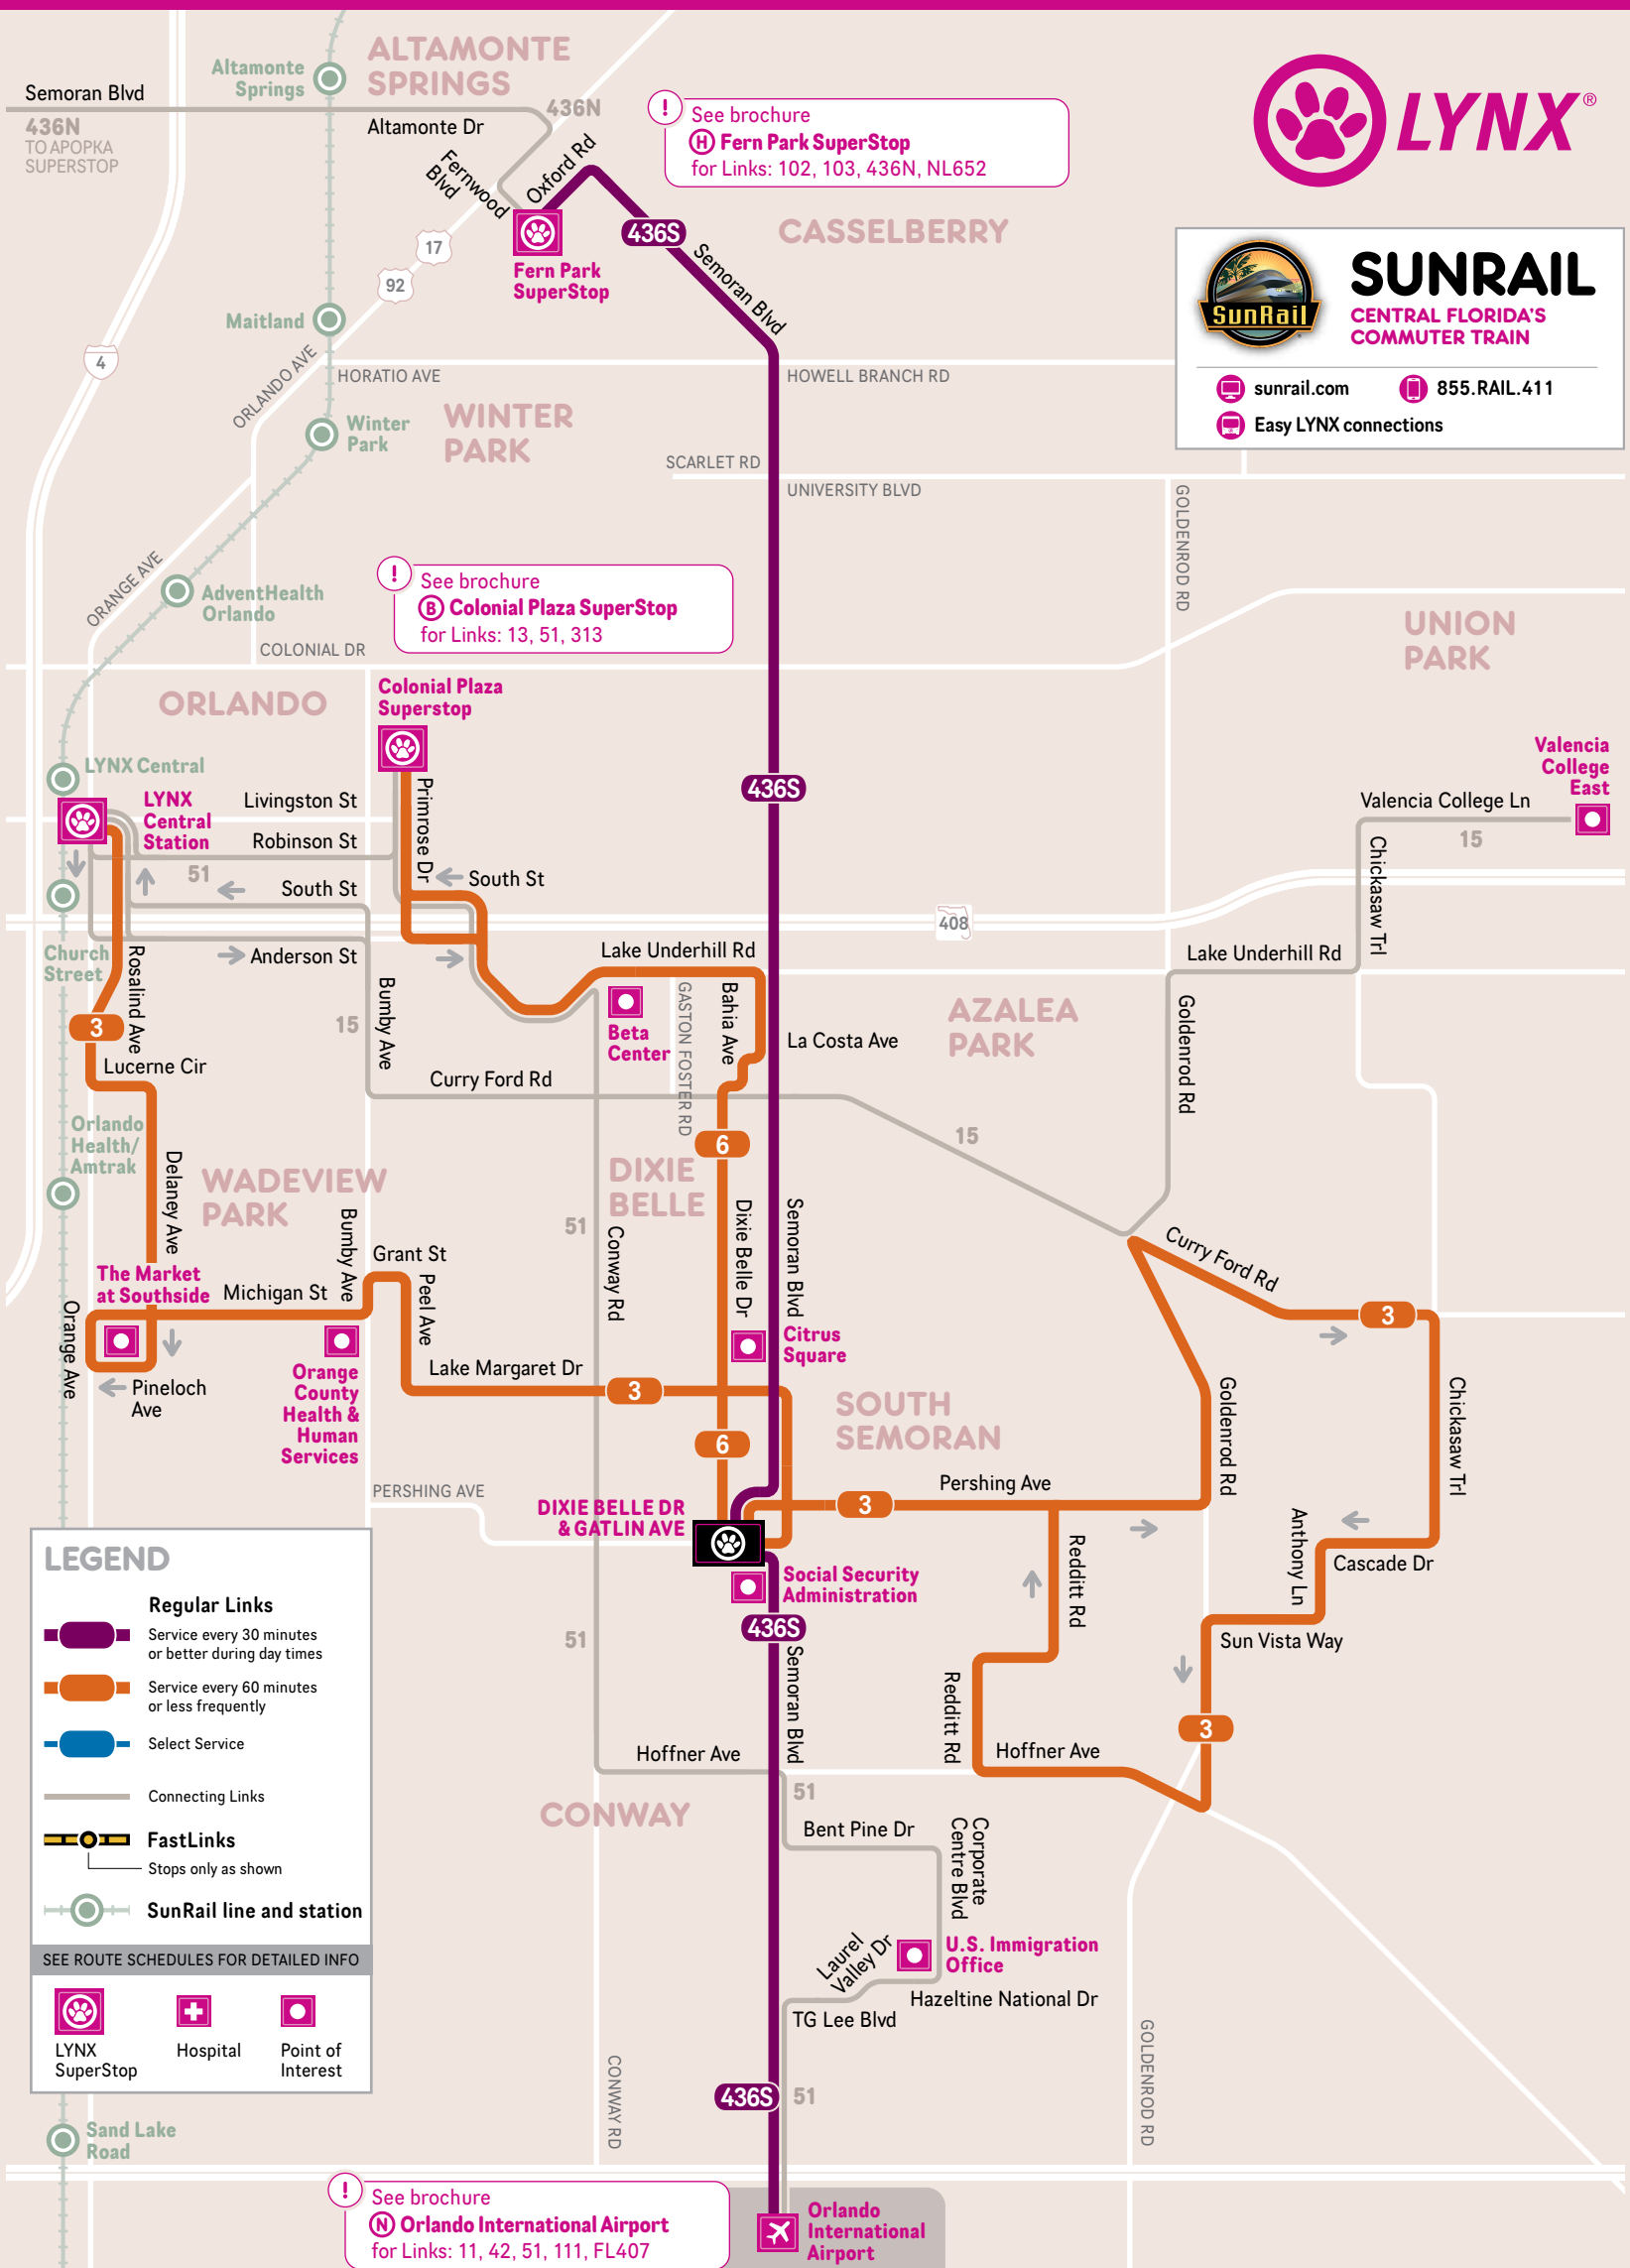 ALTAMONTE
SPRINGS
Altamonte
Springs
Semoran Blvd
436N
TO APOPKA
SUPERSTOP
436N
Altamonte Dr
Fernwood
Blvd
Oxford Rd
!
See brochure
H Fern Park SuperStop
for Links: 102, 103, 436N, NL652
LYNX®
436S
CASSELBERRY
17
92
Fern Park
SuperStop
Semoran Blvd
SunRail
SUNRAIL
CENTRAL FLORIDA'S
COMMUTER TRAIN
sunrail.com
855.RAIL.411
Easy LYNX connections
Maitland
4
ORLANDO AVE
HORATIO AVE
HOWELL BRANCH RD
WINTER
PARK
Winter
Park
SCARLET RD
UNIVERSITY BLVD
GOLDENROD RD
ORANGE AVE
AdventHealth
Orlando
!
See brochure
B Colonial Plaza SuperStop
for Links: 13, 51, 313
COLONIAL DR
UNION
PARK
ORLANDO
Colonial Plaza
Superstop
LYNX Central
LYNX
Central
Station
Livingston St
Robinson St
51
South St
Primrose Dr
South St
436S
Valencia
College
East
Valencia College Ln
15
Chickasaw Trl
408
Church
Street
Rosalind Ave
Anderson St
Lake Underhill Rd
Lake Underhill Rd
3
15
Bumby Ave
Beta
Center
GASTON FOSTER RD
Bahia Ave
La Costa Ave
AZALEA
PARK
Goldenrod Rd
Lucerne Cir
Curry Ford Rd
Orlando
Health/
Amtrak
6
15
Delaney Ave
WADEVIEW
PARK
DIXIE
BELLE
51
Conway Rd
Dixie Belle Dr
Semoran Blvd
Bumby Ave
Grant St
Peel Ave
Curry Ford Rd
The Market
at Southside
Michigan St
3
Orange Ave
Pineloch
Ave
Orange
County
Health &
Human
Services
Lake Margaret Dr
3
Citrus
Square
SOUTH
SEMORAN
Goldenrod Rd
Chickasaw Trl
6
PERSHING AVE
DIXIE BELLE DR
& GATLIN AVE
3
Pershing Ave
Anthony Ln
Cascade Dr
Social Security
Administration
Redditt Rd
Sun Vista Way
436S
51
Semoran Blvd
Redditt Rd
3
Hoffner Ave
Hoffner Ave
51
CONWAY
Bent Pine Dr
Corporate
Centre Blvd
Laurel
Valley Dr
U.S. Immigration
Office
Hazeltine National Dr
TG Lee Blvd
CONWAY RD
GOLDENROD RD
436S
51
LEGEND
Regular Links
Service every 30 minutes
or better during day times
Service every 60 minutes
or less frequently
Select Service
Connecting Links
FastLinks
Stops only as shown
SunRail line and station
SEE ROUTE SCHEDULES FOR DETAILED INFO
LYNX
SuperStop
Hospital
Point of
Interest
Sand Lake
Road
!
See brochure
N Orlando International Airport
for Links: 11, 42, 51, 111, FL407
Orlando
International
Airport